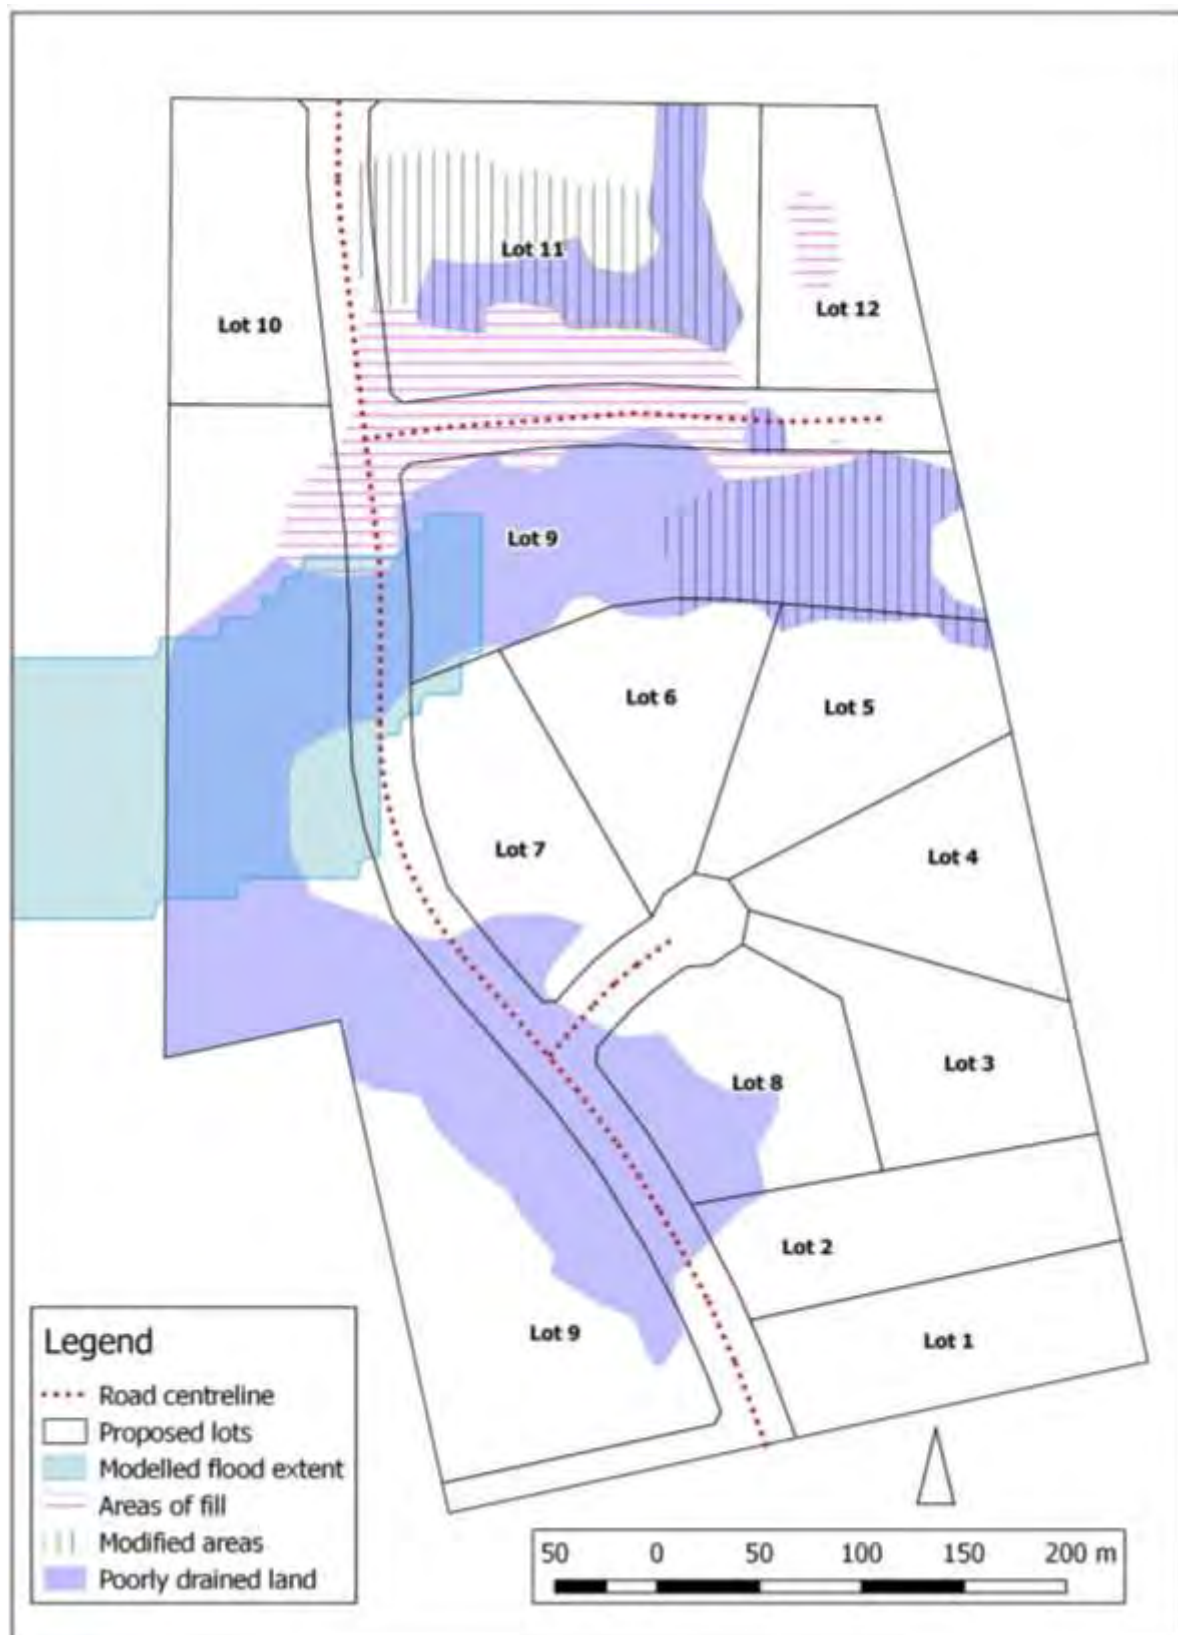 Lot 11
Lot 10
Lot 12
Lot 9
Lot 6
Lot 5
Lot 7
Lot 4
Lot 3
Lot 8
Lot 2
Lot 9
Lot 1
Legend
Road centreline
Proposed lots
Modelled flood extent
Areas of fill
Modified areas
Poorly drained land
50 0 50 100 150 200 m